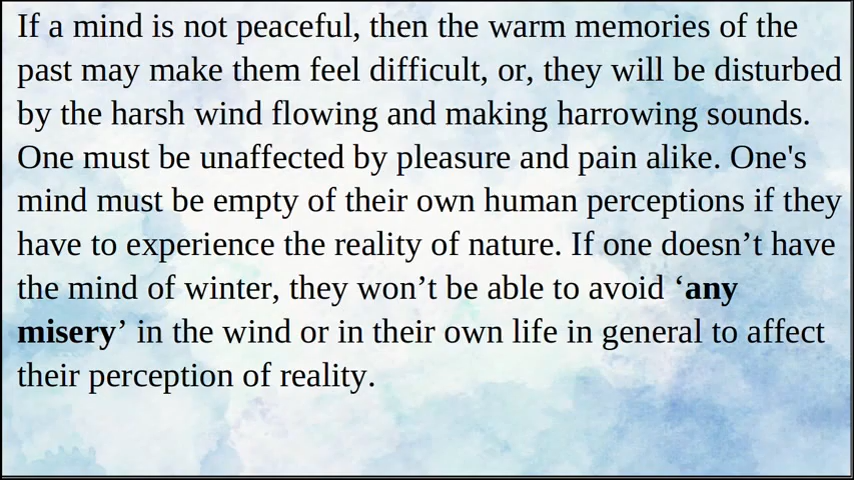 If a mind is not peaceful, then the warm memories of the
past may make them feel difficult, or, they will be disturbed
by the harsh wind flowing and making harrowing sounds.
One must be unaffected by pleasure and pain alike. One's
mind must be empty of their own human perceptions if they
have to experience the reality of nature. If one doesn’t have
the mind of winter, they won’t be able to avoid ‘any
misery’ in the wind or in their own life in general to affect
their perception of reality.